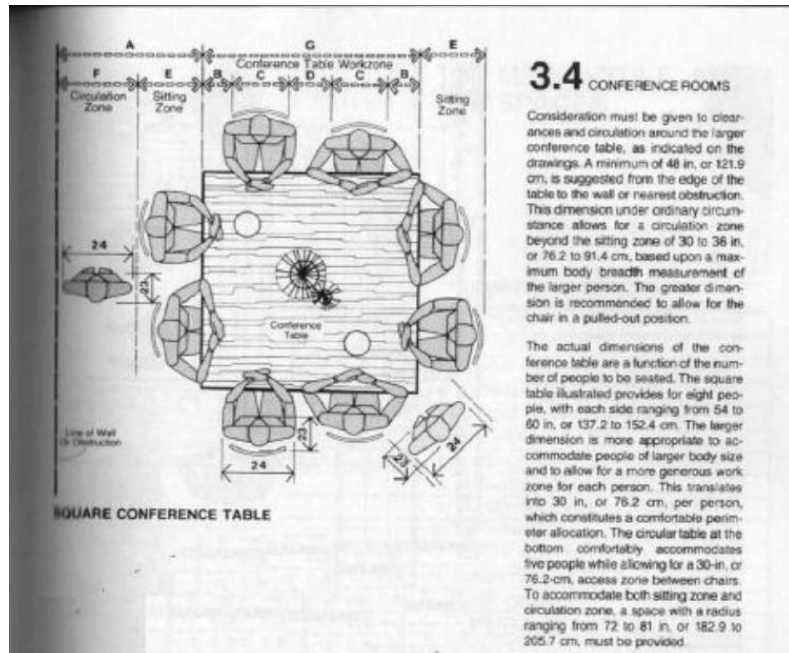 A G E
Conference Table Workzone
F E B C D C B
Circulation Zone
Sitting Zone
Sitting Zone
24
23
Conference Table
Line of Wall
Or Obstruction
23
24
23
24
SQUARE CONFERENCE TABLE
3.4 CONFERENCE ROOMS
Consideration must be given to clear-
ances and circulation around the larger
conference table, as indicated on the
drawings. A minimum of 48 in, or 121.9
cm, is suggested from the edge of the
table to the wall or nearest obstruction.
This dimension under ordinary circum-
stance allows for a circulation zone
beyond the sitting zone of 30 to 36 in,
or 76.2 to 91.4 cm, based upon a max-
imum body breadth measurement of
the larger person. The greater dimen-
sion is recommended to allow for the
chair in a pulled-out position.
The actual dimensions of the con-
ference table are a function of the num-
ber of people to be seated. The square
table illustrated provides for eight peo-
ple, with each side ranging from 54 to
60 in, or 137.2 to 152.4 cm. The larger
dimension is more appropriate to ac-
commodate people of larger body size
and to allow for a more generous work
zone for each person. This translates
into 30 in, or 76.2 cm, per person,
which constitutes a comfortable perim-
eter allocation. The circular table at the
bottom comfortably accommodates
five people while allowing for a 30-in, or
76.2-cm, access zone between chairs.
To accommodate both sitting zone and
circulation zone, a space with a radius
ranging from 72 to 81 in, or 182.9 to
205.7 cm, must be provided.